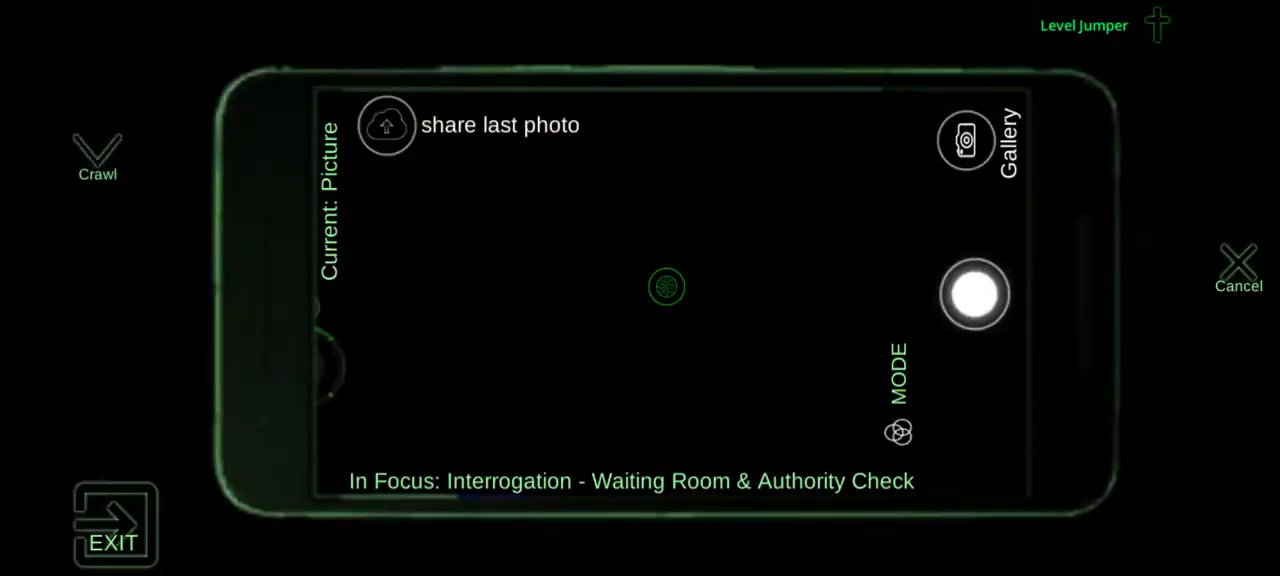 Level Jumper
share last photo
Gallery
Current: Picture
Crawl
Cancel
MODE
In Focus: Interrogation - Waiting Room & Authority Check
EXIT